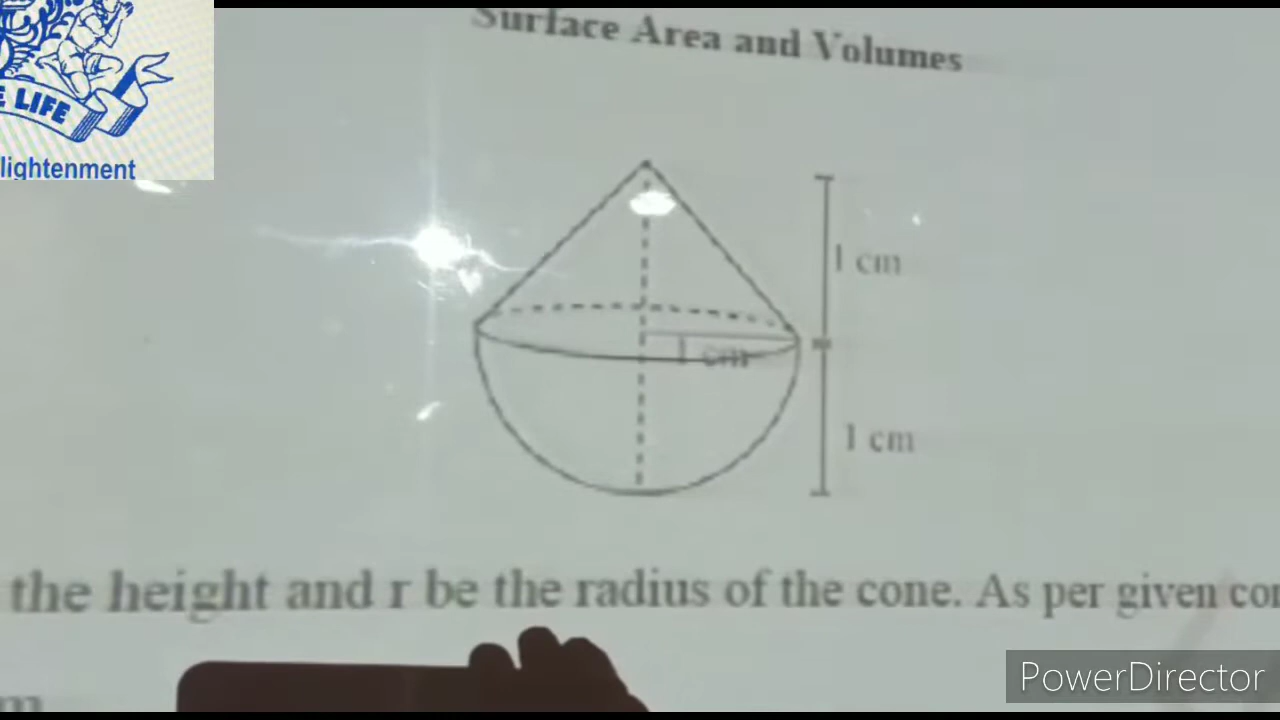 Surface Area and Volumes
E LIFE
lightenment
1 cm
1 cm
1 cm
the height and r be the radius of the cone. As per given con
PowerDirector